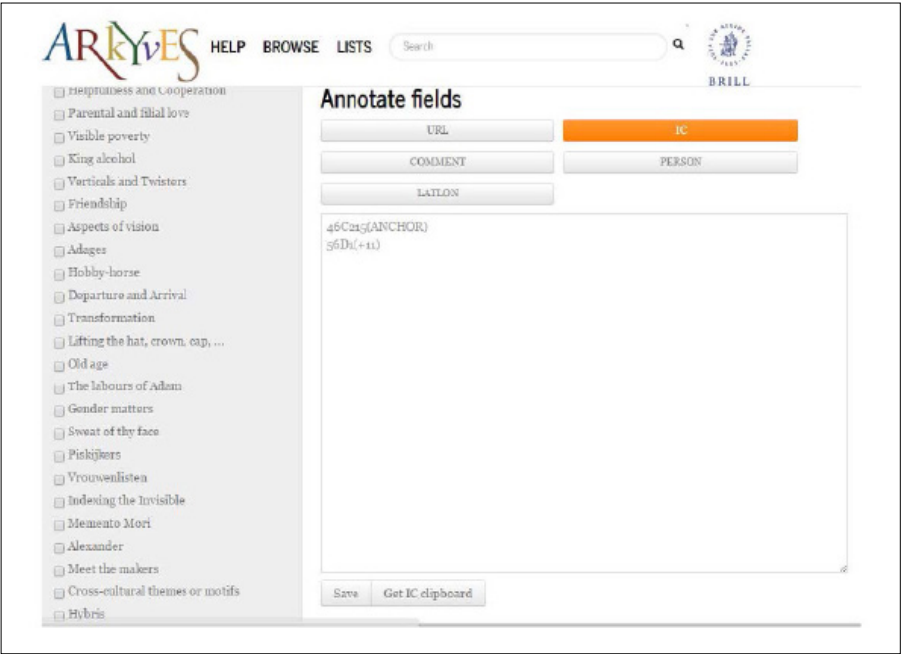 ARKYVES HELP BROWSE LISTS Search
BRILL
Helpfulness and Cooperation
Parental and filial love
Visible poverty
King alcohol
Verticals and Twisters
Friendship
Aspects of vision
Adages
Hobby-horse
Departure and Arrival
Transformation
Lifting the hat, crown, cap, ...
Old age
The labours of Adam
Gender matters
Sweat of thy face
Piskijkers
Vrouwenlisten
Indexing the Invisible
Memento Mori
Alexander
Meet the makers
Cross-cultural themes or motifs
Hybris
Annotate fields
URL IC
COMMENT PERSON
LATLON
46C215(ANCHOR)
56D1(+11)
Save Get IC clipboard